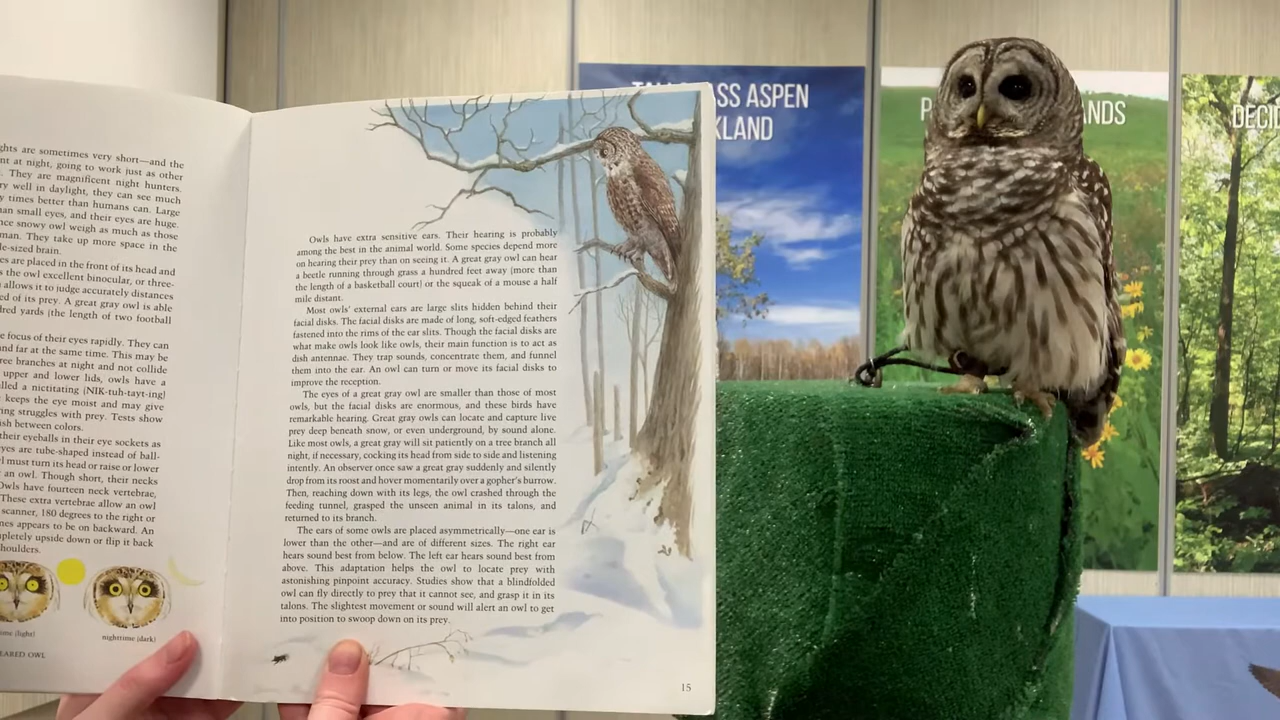 ghts are sometimes very short—and the
nt at night, going to work just as other
. They are magnificent night hunters.
ry well in daylight, they can see much
y times better than humans can. Large
han small eyes, and their eyes are huge.
nce snowy owl weigh as much as those
man. They take up more space in the
le-sized brain.
es are placed in the front of its head and
s the owl excellent binocular, or three-
allows it to judge accurately distances
ed of its prey. A great gray owl is able
dred yards (the length of two football
e focus of their eyes rapidly. They can
and far at the same time. This may be
ree branches at night and not collide
upper and lower lids, owls have a
lled a nictitating (NIK-tuh-tayt-ing)
keeps the eye moist and may give
ring struggles with prey. Tests show
ish between colors.
their eyeballs in their eye sockets as
yes are tube-shaped instead of ball-
l must turn its head or raise or lower
an owl. Though short, their necks
Owls have fourteen neck vertebrae,
These extra vertebrae allow an owl
scanner, 180 degrees to the right or
nes appears to be on backward. An
pletely upside down or flip it back
houlders.
ime (light)
nighttime (dark)
EARED OWL
Owls have extra sensitive ears. Their hearing is probably
among the best in the animal world. Some species depend more
on hearing their prey than on seeing it. A great gray owl can hear
a beetle running through grass a hundred feet away (more than
the length of a basketball court) or the squeak of a mouse a half
mile distant.
Most owls' external ears are large slits hidden behind their
facial disks. The facial disks are made of long, soft-edged feathers
fastened into the rims of the ear slits. Though the facial disks are
what make owls look like owls, their main function is to act as
dish antennae. They trap sounds, concentrate them, and funnel
them into the ear. An owl can turn or move its facial disks to
improve the reception.
The eyes of a great gray owl are smaller than those of most
owls, but the facial disks are enormous, and these birds have
remarkable hearing. Great gray owls can locate and capture live
prey deep beneath snow, or even underground, by sound alone.
Like most owls, a great gray will sit patiently on a tree branch all
night, if necessary, cocking its head from side to side and listening
intently. An observer once saw a great gray suddenly and silently
drop from its roost and hover momentarily over a gopher's burrow.
Then, reaching down with its legs, the owl crashed through the
feeding tunnel, grasped the unseen animal in its talons, and
returned to its branch.
The ears of some owls are placed asymmetrically—one ear is
lower than the other—and are of different sizes. The right ear
hears sound best from below. The left ear hears sound best from
above. This adaptation helps the owl to locate prey with
astonishing pinpoint accuracy. Studies show that a blindfolded
owl can fly directly to prey that it cannot see, and grasp it in its
talons. The slightest movement or sound will alert an owl to get
into position to swoop down on its prey.
15
ASS ASPEN
KLAND
P
ANDS
DECI